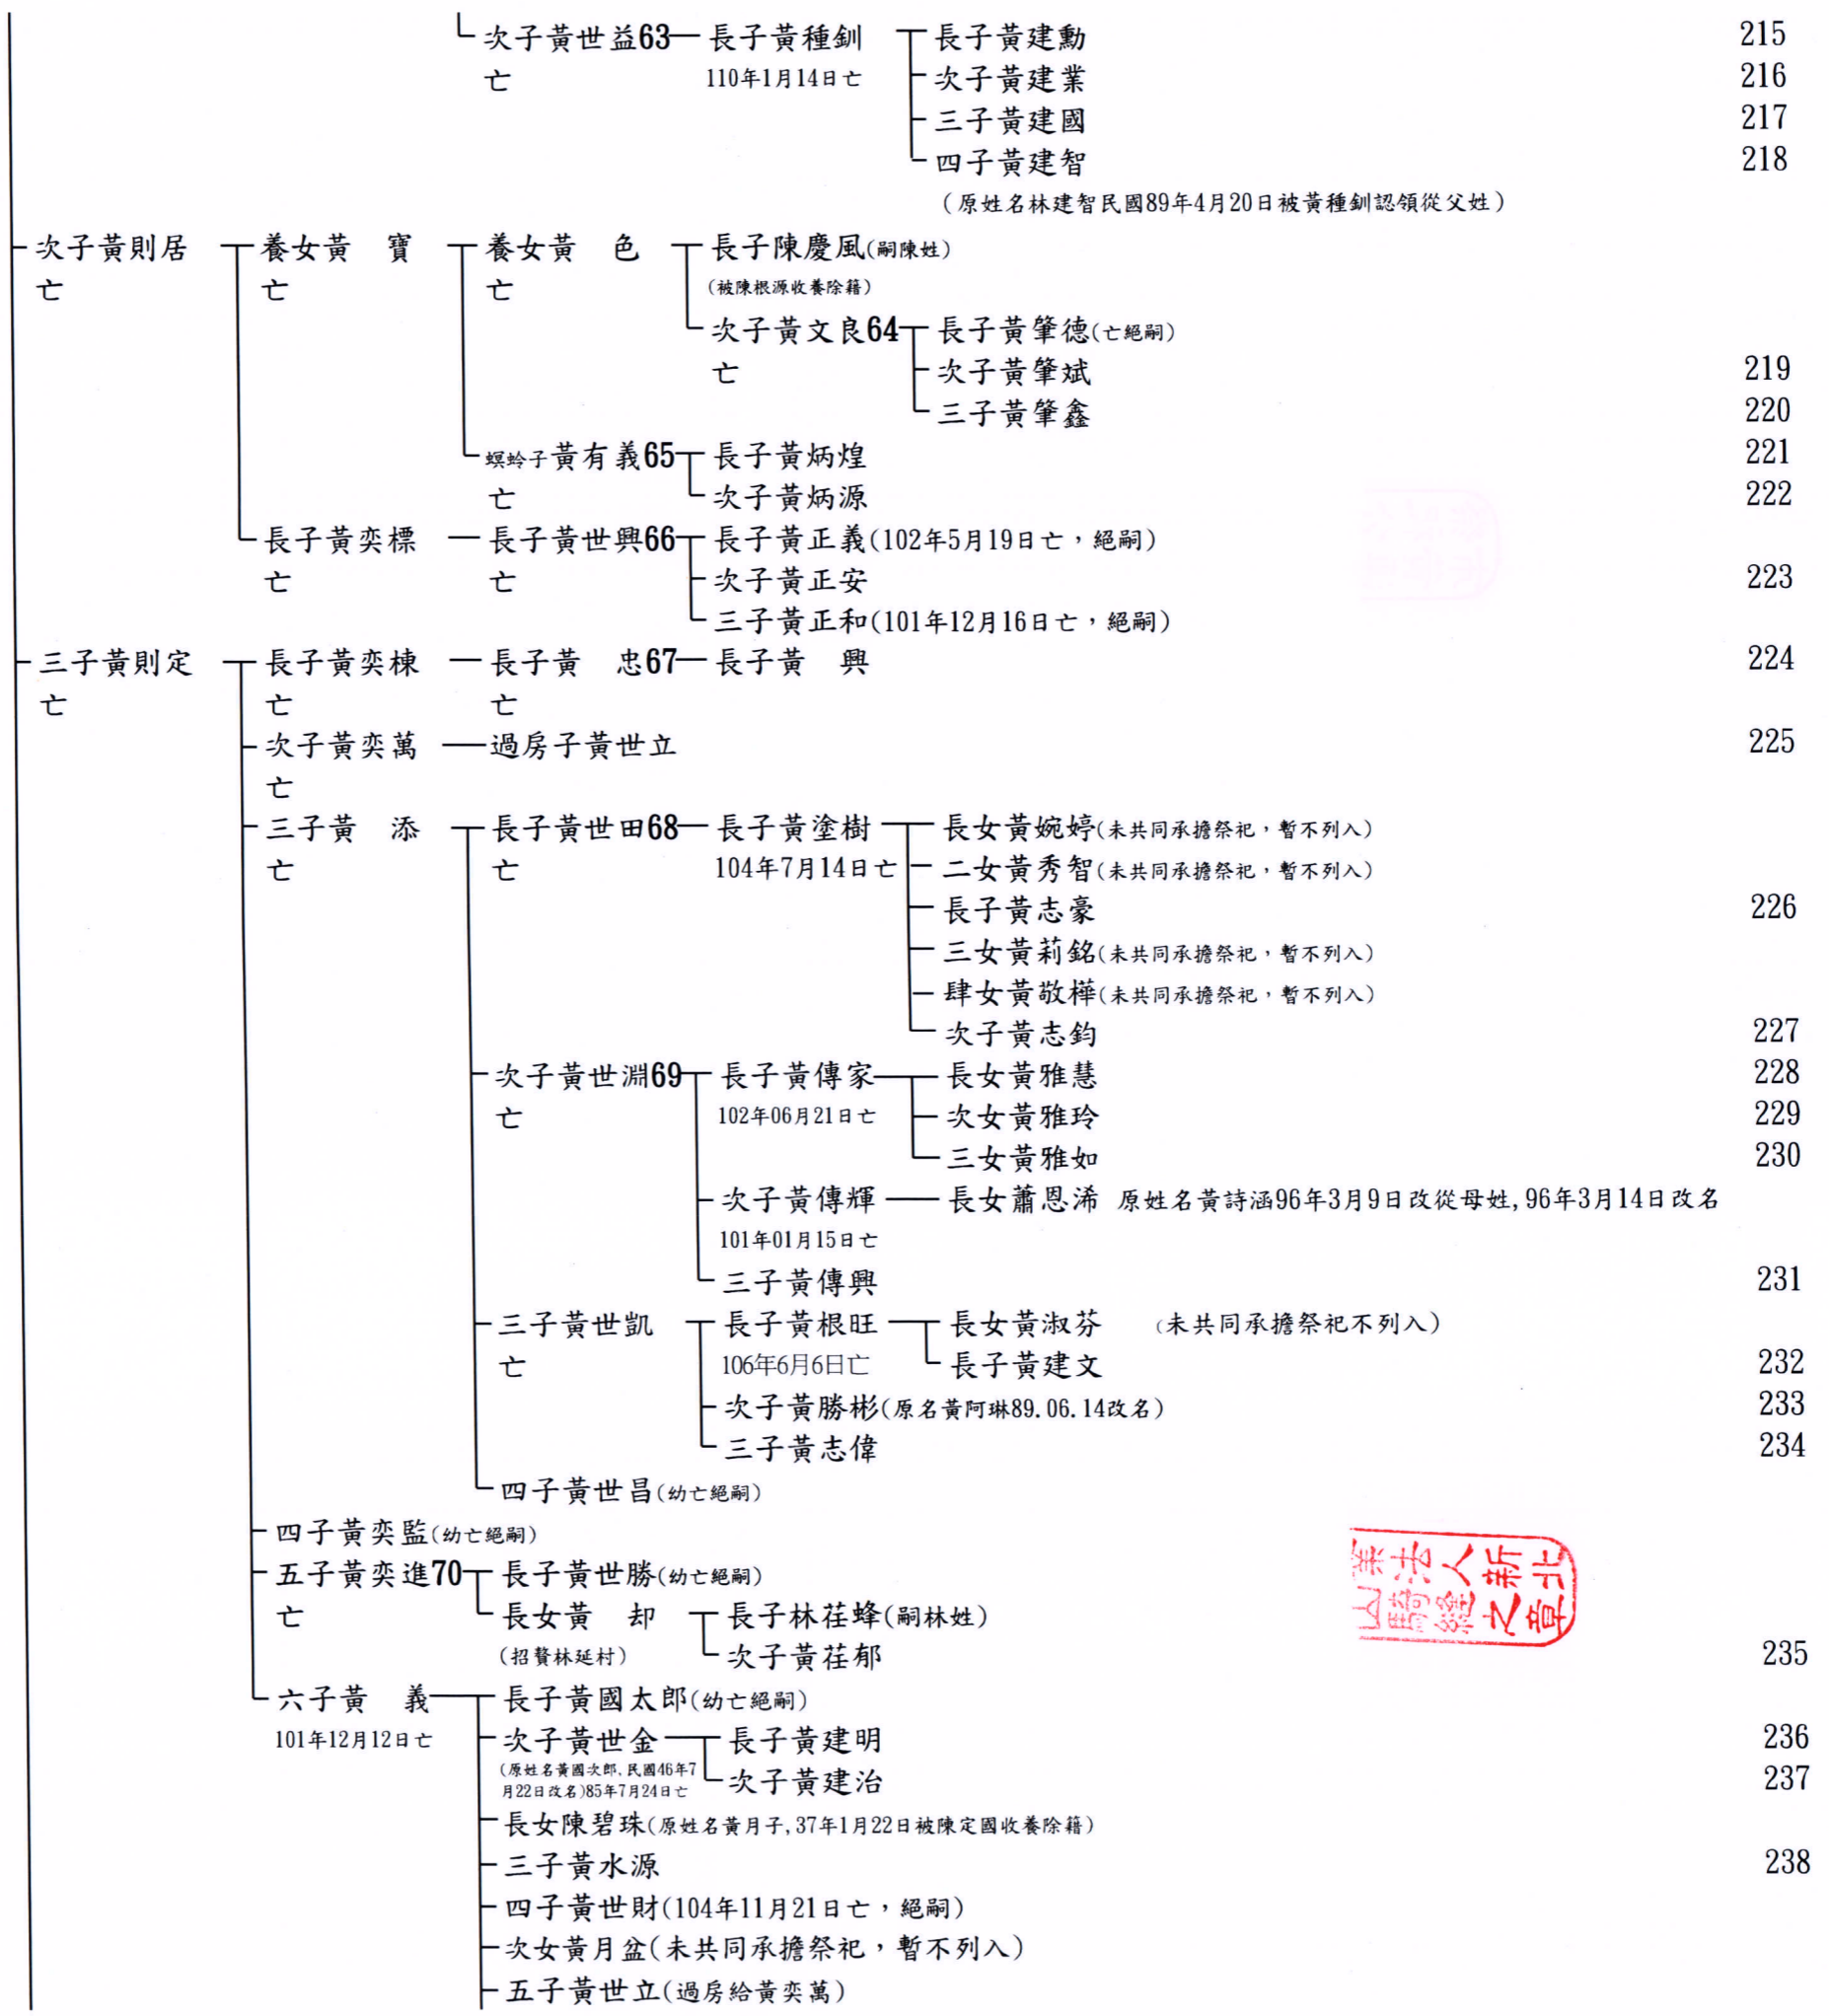 次子黃世益63 長子黃種釧 長子黃建勳 215
亡 110年1月14日亡 次子黃建業 216
三子黃建國 217
四子黃建智 218
(原姓名林建智民國89年4月20日被黃種釧認領從父姓)
次子黃則居 養女黃 寶 養女黃 色 長子陳慶風(嗣陳姓)
亡 亡 亡 (被陳根源收養除籍)
次子黃文良64 長子黃肇德(亡絕嗣)
亡 次子黃肇斌 219
三子黃肇鑫 220
螟蛉子黃有義65 長子黃炳煌 221
亡 次子黃炳源 222
長子黃奕標 長子黃世興66 長子黃正義(102年5月19日亡，絕嗣)
亡 亡 次子黃正安 223
三子黃正和(101年12月16日亡，絕嗣)
三子黃則定 長子黃奕棟 長子黃 忠67 長子黃 興 224
亡 亡 亡
次子黃奕萬 過房子黃世立 225
亡
三子黃 添 長子黃世田68 長子黃塗樹 長女黃婉婷(未共同承擔祭祀，暫不列入)
亡 亡 104年7月14日亡 二女黃秀智(未共同承擔祭祀，暫不列入)
長子黃志豪 226
三女黃莉銘(未共同承擔祭祀，暫不列入)
肆女黃敬樺(未共同承擔祭祀，暫不列入)
次子黃志鈞 227
次子黃世淵69 長子黃傳家 長女黃雅慧 228
亡 102年06月21日亡 次女黃雅玲 229
三女黃雅如 230
次子黃傳輝 長女蕭恩浠 原姓名黃詩涵96年3月9日改從母姓,96年3月14日改名
101年01月15日亡
三子黃傳興 231
三子黃世凱 長子黃根旺 長女黃淑芬 (未共同承擔祭祀不列入)
亡 106年6月6日亡 長子黃建文 232
次子黃勝彬(原名黃阿琳89.06.14改名) 233
三子黃志偉 234
四子黃世昌(幼亡絕嗣)
四子黃奕監(幼亡絕嗣)
五子黃奕進70 長子黃世勝(幼亡絕嗣)
亡 長女黃 却 長子林荏蜂(嗣林姓)
(招贅林延村) 次子黃荏郁 235
六子黃 義 長子黃國太郎(幼亡絕嗣)
101年12月12日亡 次子黃世金 長子黃建明 236
(原姓名黃國次郎,民國46年7
月22日改名)85年7月24日亡 次子黃建治 237
長女陳碧珠(原姓名黃月子,37年1月22日被陳定國收養除籍)
三子黃水源 238
四子黃世財(104年11月21日亡，絕嗣)
次女黃月盆(未共同承擔祭祀，暫不列入)
五子黃世立(過房給黃奕萬)